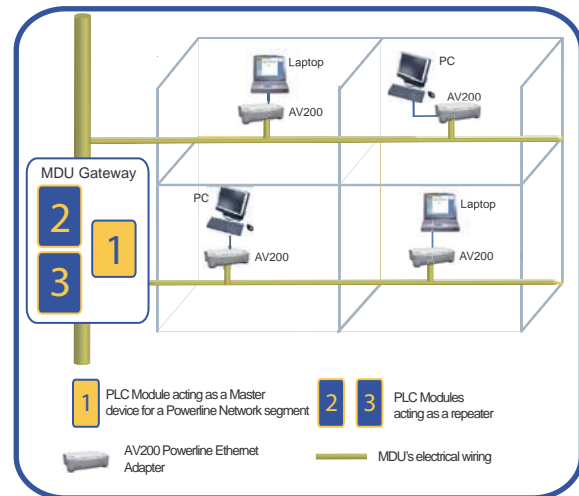 Laptop
PC
AV200
AV200
MDU Gateway
2
1
3
PC
Laptop
AV200
AV200
1
PLC Module acting as a Master
device for a Powerline Network segment
2
3
PLC Modules
acting as a repeater
AV200 Powerline Ethernet
Adapter
MDU's electrical wiring